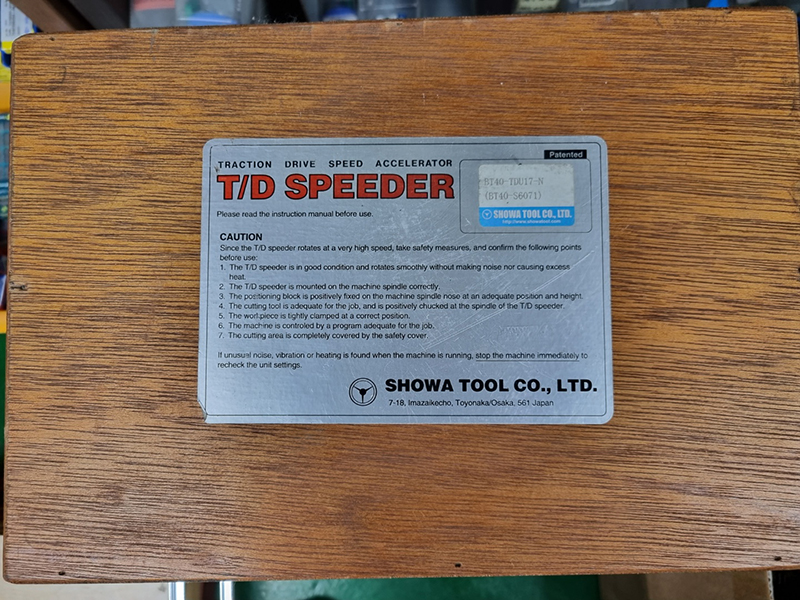 TRACTION DRIVE SPEED ACCELERATOR
T/D SPEEDER
Please read the instruction manual before use.
Patented
BT40-TDU17-N
(BT40-S6071)
SHOWA TOOL CO., LTD.
http://www.showatool.com
CAUTION
Since the T/D speeder rotates at a very high speed, take safety measures, and confirm the following points
before use:
1. The T/D speeder is in good condition and rotates smoothly without making noise nor causing excess
heat.
2. The T/D speeder is mounted on the machine spindle correctly.
3. The positioning block is positively fixed on the machine spindle nose at an adequate position and height.
4. The cutting tool is adequate for the job, and is positively chucked at the spindle of the T/D speeder.
5. The workpiece is tightly clamped at a correct position.
6. The machine is controled by a program adequate for the job.
7. The cutting area is completely covered by the safety cover.
If unusual noise, vibration or heating is found when the machine is running, stop the machine immediately to
recheck the unit settings.
SHOWA TOOL CO., LTD.
7-18, Imazaikecho, Toyonaka/Osaka, 561 Japan